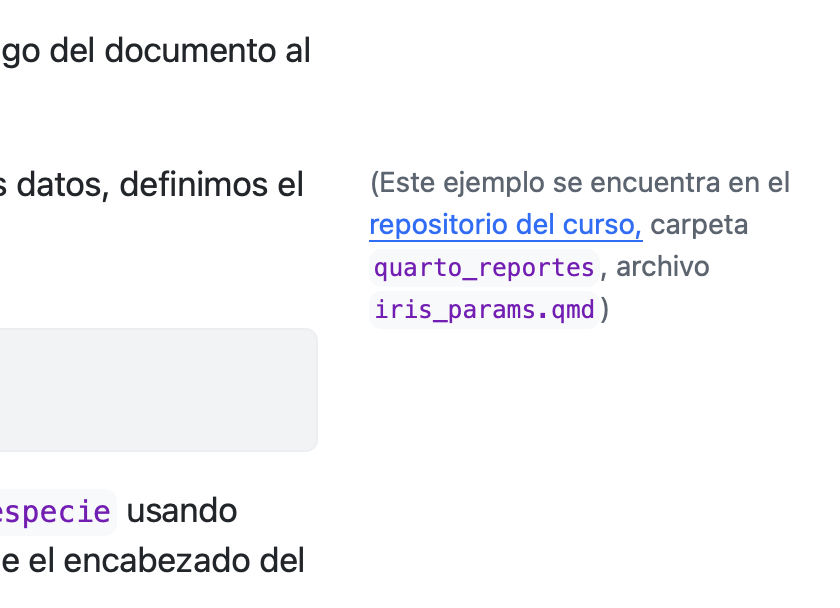 go del documento al
s datos, definimos el
(Este ejemplo se encuentra en el
repositorio del curso, carpeta
quarto_reportes, archivo
iris_params.qmd)
especie usando
e el encabezado del